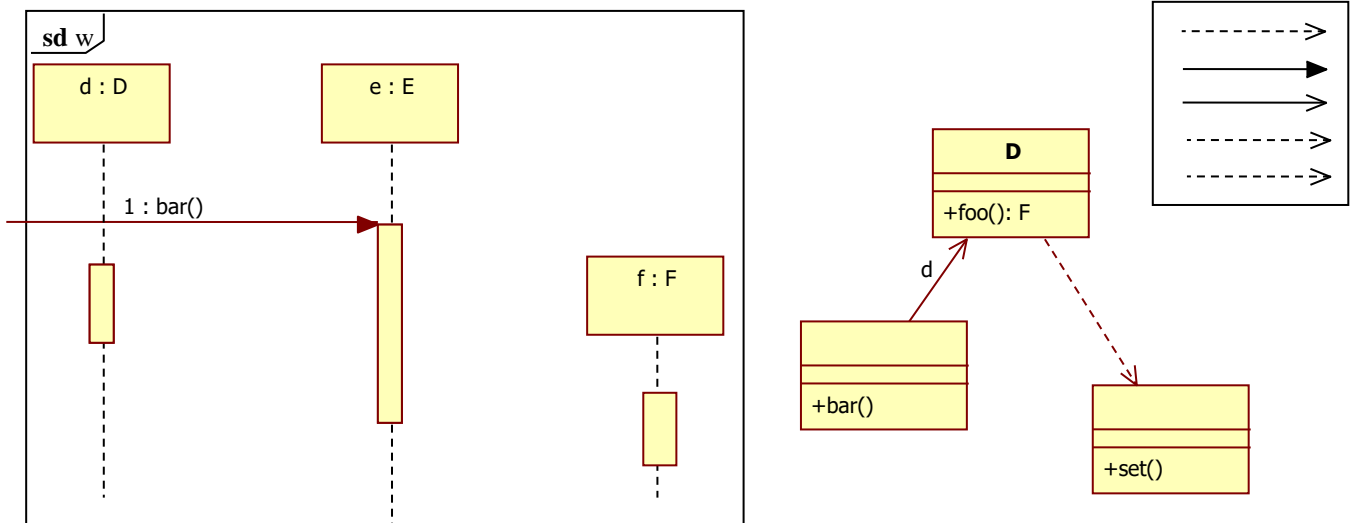 sd w
d : D
e : E
1 : bar()
f : F
D
+foo(): F
d
+bar()
+set()